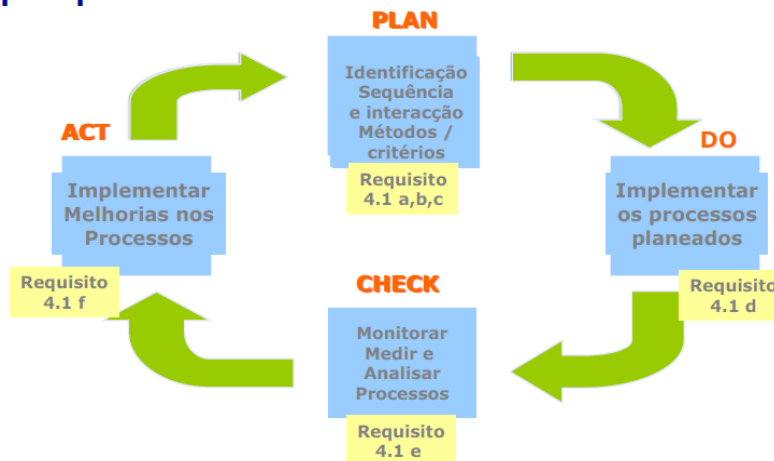 PLAN
Identificação
Sequência
e interacção
Métodos /
critérios
Requisito
4.1 a,b,c
DO
Implementar
os processos
planeados
Requisito
4.1 d
CHECK
Monitorar
Medir e
Analisar
Processos
Requisito
4.1 e
ACT
Implementar
Melhorias nos
Processos
Requisito
4.1 f